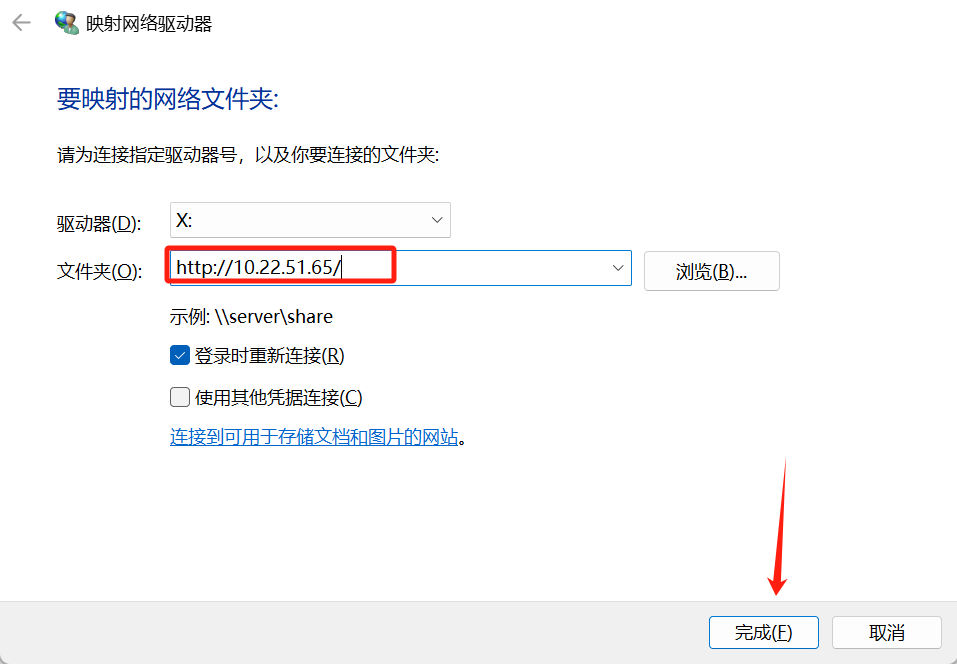 映射网络驱动器
要映射的网络文件夹:
请为连接指定驱动器号，以及你要连接的文件夹:
驱动器(D): X:
文件夹(O): http://10.22.51.65/ 浏览(B)...
示例: \\server\share
登录时重新连接(R)
使用其他凭据连接(C)
连接到可用于存储文档和图片的网站。
完成(F) 取消